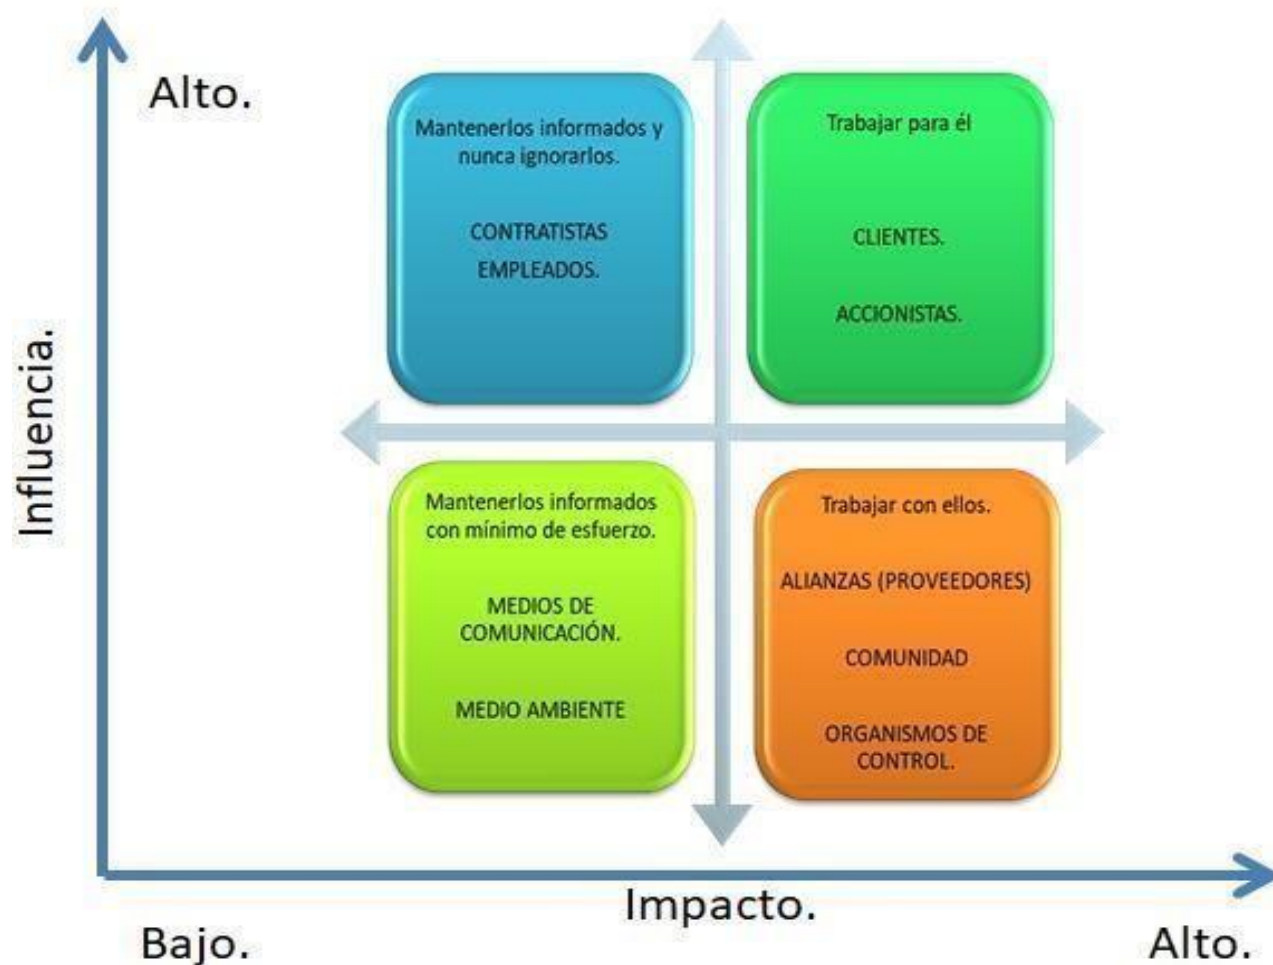 Alto.
Mantenerlos informados y
nunca ignorarlos.
CONTRATISTAS
EMPLEADOS.
Trabajar para él
CLIENTES.
ACCIONISTAS.
Influencia.
Mantenerlos informados
con mínimo de esfuerzo.
MEDIOS DE
COMUNICACIÓN.
MEDIO AMBIENTE
Trabajar con ellos.
ALIANZAS (PROVEEDORES)
COMUNIDAD
ORGANISMOS DE
CONTROL.
Impacto.
Bajo.
Alto.